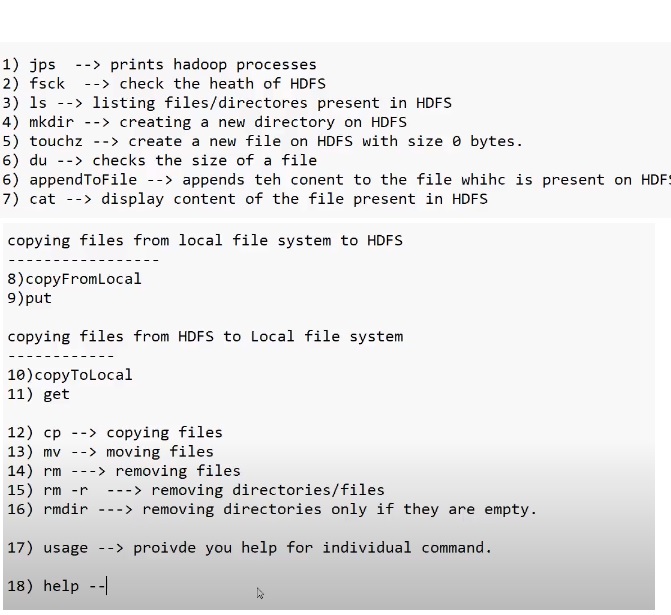 1) jps  --> prints hadoop processes
2) fsck  --> check the heath of HDFS
3) ls --> listing files/directores present in HDFS
4) mkdir --> creating a new directory on HDFS
5) touchz --> create a new file on HDFS with size 0 bytes.
6) du --> checks the size of a file
6) appendToFile --> appends teh conent to the file whihc is present on HDFS
7) cat --> display content of the file present in HDFS
copying files from local file system to HDFS
-----------------
8)copyFromLocal
9)put
copying files from HDFS to Local file system
------------
10)copyToLocal
11) get
12) cp --> copying files
13) mv --> moving files
14) rm ---> removing files
15) rm -r  ---> removing directories/files
16) rmdir ---> removing directories only if they are empty.
17) usage --> proivde you help for individual command.
18) help --